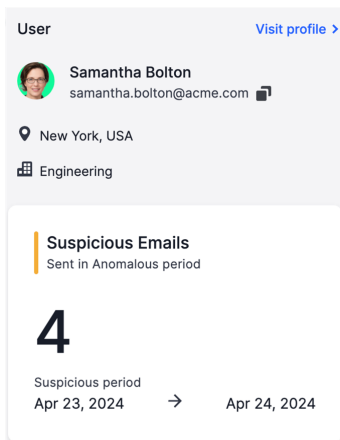 User
Visit profile >
Samantha Bolton
samantha.bolton@acme.com
New York, USA
Engineering
Suspicious Emails
Sent in Anomalous period
4
Suspicious period
Apr 23, 2024 → Apr 24, 2024